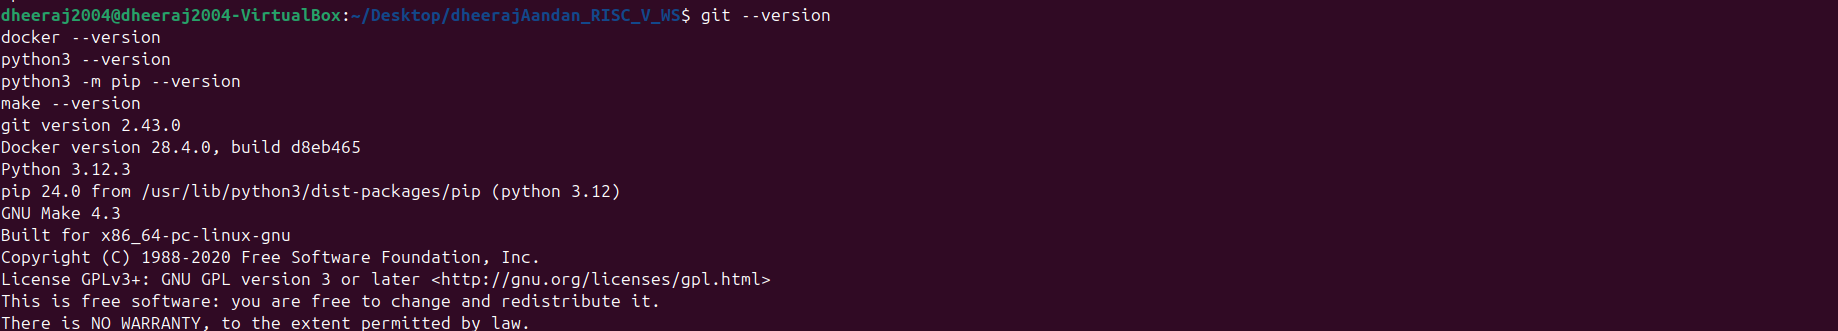 dheeraj2004@dheeraj2004-VirtualBox:~/Desktop/dheerajAandan_RISC_V_WS$ git --version
docker --version
python3 --version
python3 -m pip --version
make --version
git version 2.43.0
Docker version 28.4.0, build d8eb465
Python 3.12.3
pip 24.0 from /usr/lib/python3/dist-packages/pip (python 3.12)
GNU Make 4.3
Built for x86_64-pc-linux-gnu
Copyright (C) 1988-2020 Free Software Foundation, Inc.
License GPLv3+: GNU GPL version 3 or later <http://gnu.org/licenses/gpl.html>
This is free software: you are free to change and redistribute it.
There is NO WARRANTY, to the extent permitted by law.